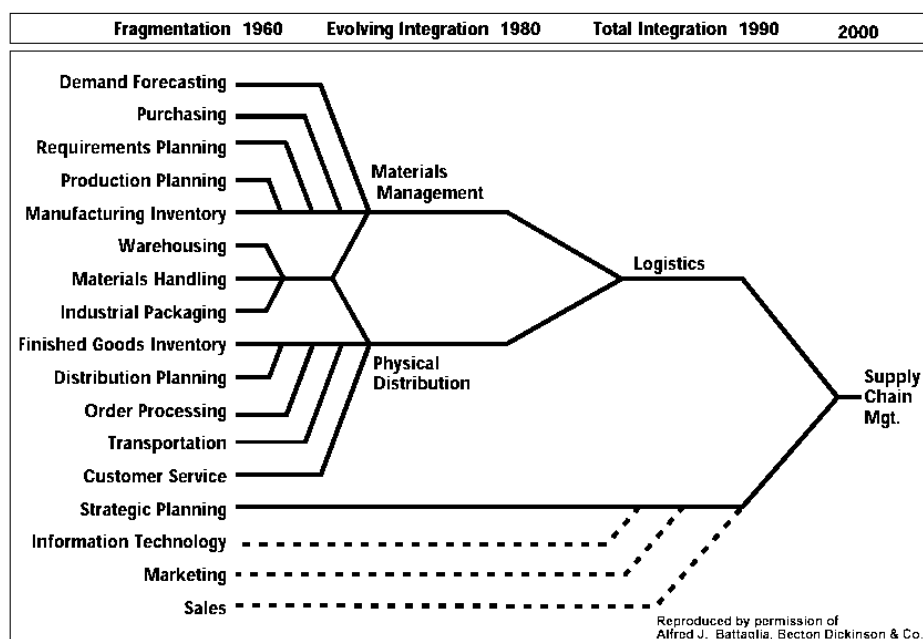 Fragmentation 1960 Evolving Integration 1980 Total Integration 1990 2000
Demand Forecasting
Purchasing
Requirements Planning
Production Planning
Manufacturing Inventory
Warehousing
Materials Handling
Industrial Packaging
Finished Goods Inventory
Distribution Planning
Order Processing
Transportation
Customer Service
Strategic Planning
Information Technology
Marketing
Sales
Materials
Management
Physical
Distribution
Logistics
Supply
Chain
Mgt.
Reproduced by permission of
Alfred J. Battaglia, Becton Dickinson & Co.